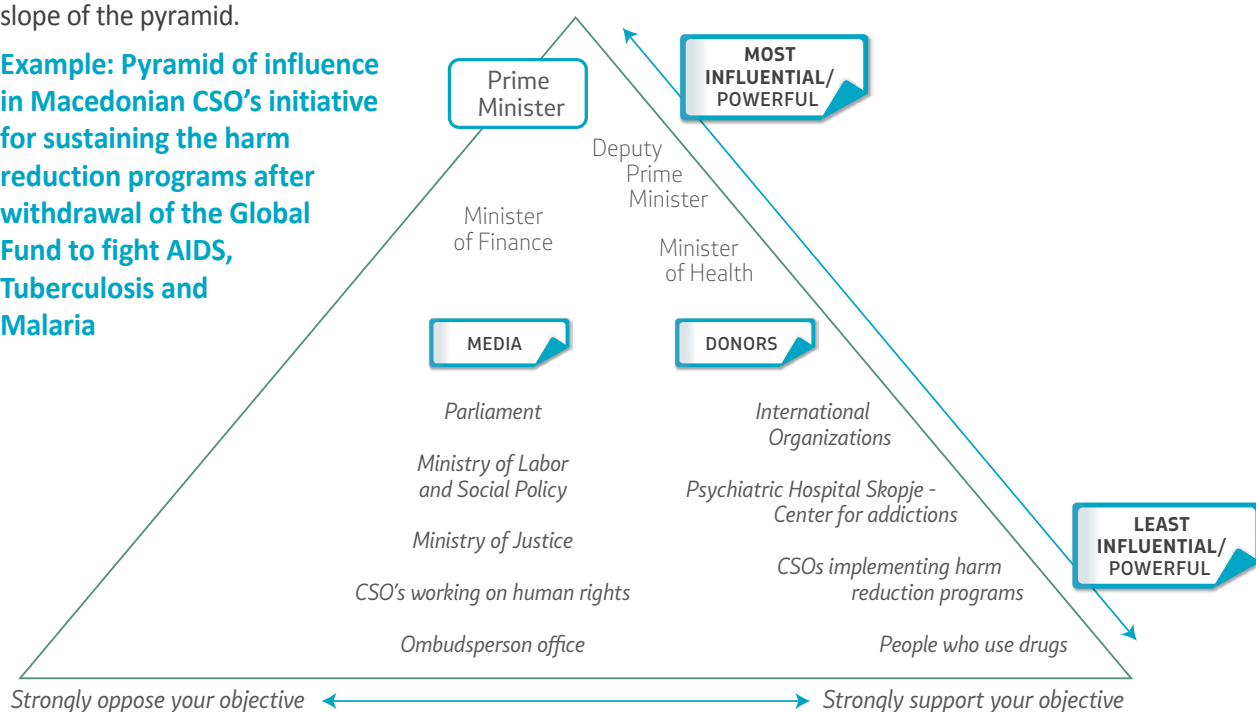 slope of the pyramid.
Example: Pyramid of influence
in Macedonian CSO's initiative
for sustaining the harm
reduction programs after
withdrawal of the Global
Fund to fight AIDS,
Tuberculosis and
Malaria
MOST
INFLUENTIAL/
POWERFUL
Prime
Minister
Deputy
Prime
Minister
Minister
of Finance
Minister
of Health
MEDIA
DONORS
Parliament
International
Organizations
Ministry of Labor
and Social Policy
Psychiatric Hospital Skopje -
Center for addictions
Ministry of Justice
CSOs implementing harm
reduction programs
LEAST
INFLUENTIAL/
POWERFUL
CSO's working on human rights
Ombudsperson office
People who use drugs
Strongly oppose your objective
Strongly support your objective